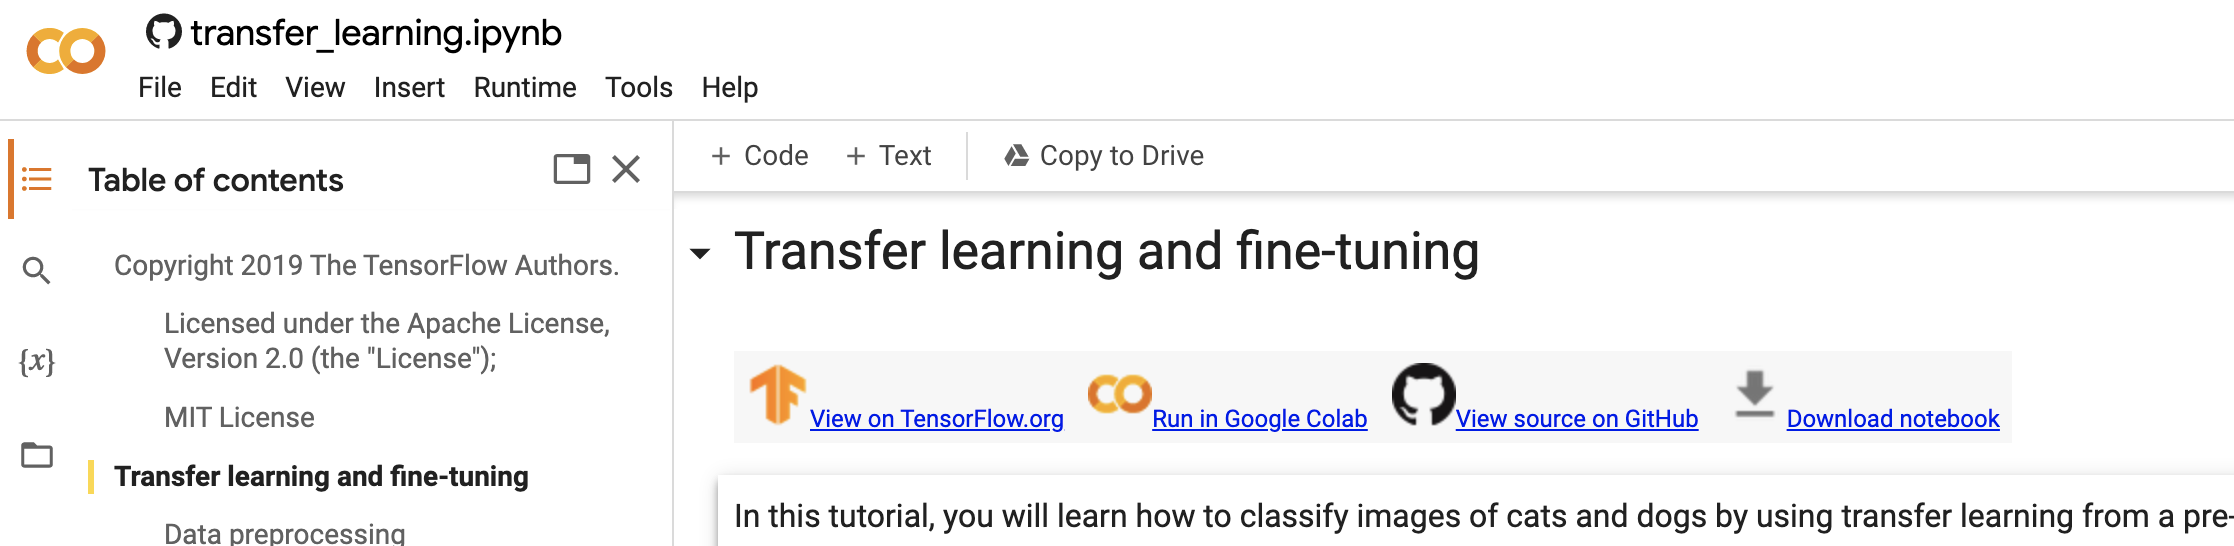 transfer_learning.ipynb
File Edit View Insert Runtime Tools Help
Table of contents
+ Code + Text Copy to Drive
Copyright 2019 The TensorFlow Authors.
Licensed under the Apache License,
Version 2.0 (the "License");
MIT License
Transfer learning and fine-tuning
Data preprocessing
{x}
Transfer learning and fine-tuning
View on TensorFlow.org Run in Google Colab View source on GitHub Download notebook
In this tutorial, you will learn how to classify images of cats and dogs by using transfer learning from a pre-